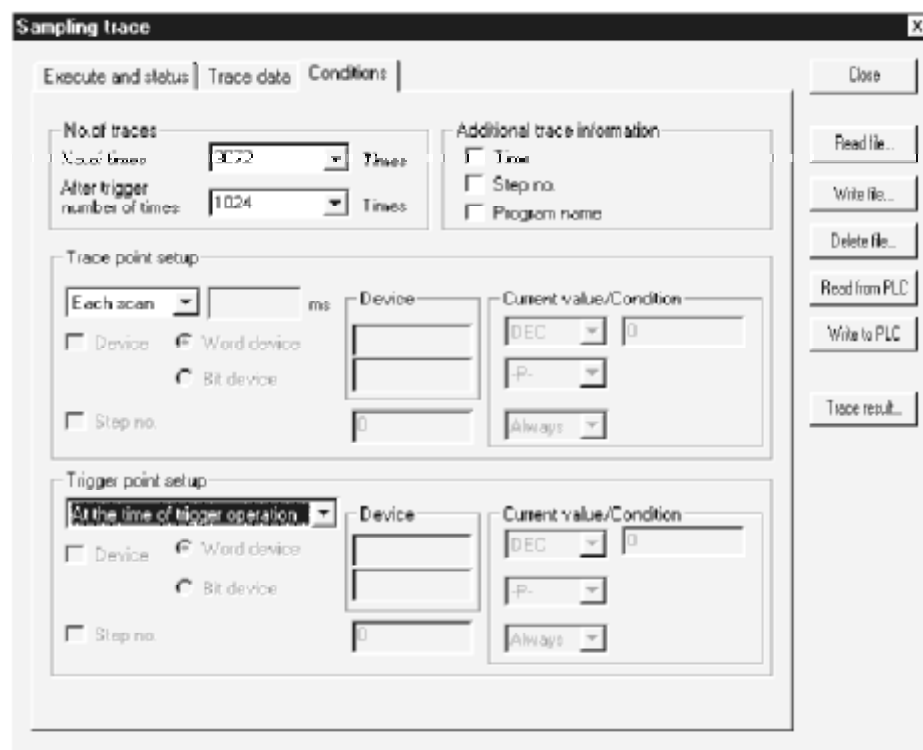 Sampling trace
Execute and status
Trace data
Conditions
Close
No.of traces
No.of times
Times
After trigger
number of times
1024
Times
Additional trace information
Time
Step no.
Program name
Read file...
Write file...
Delete file...
Read from PLC
Write to PLC
Trace result...
Trace point setup
Each scan
ms
Device
Word device
Bit device
Step no.
Device
0
Current value/Condition
DEC
0
-P-
Always
Trigger point setup
At the time of trigger operation
Device
Word device
Bit device
Step no.
Device
0
Current value/Condition
DEC
0
-P-
Always